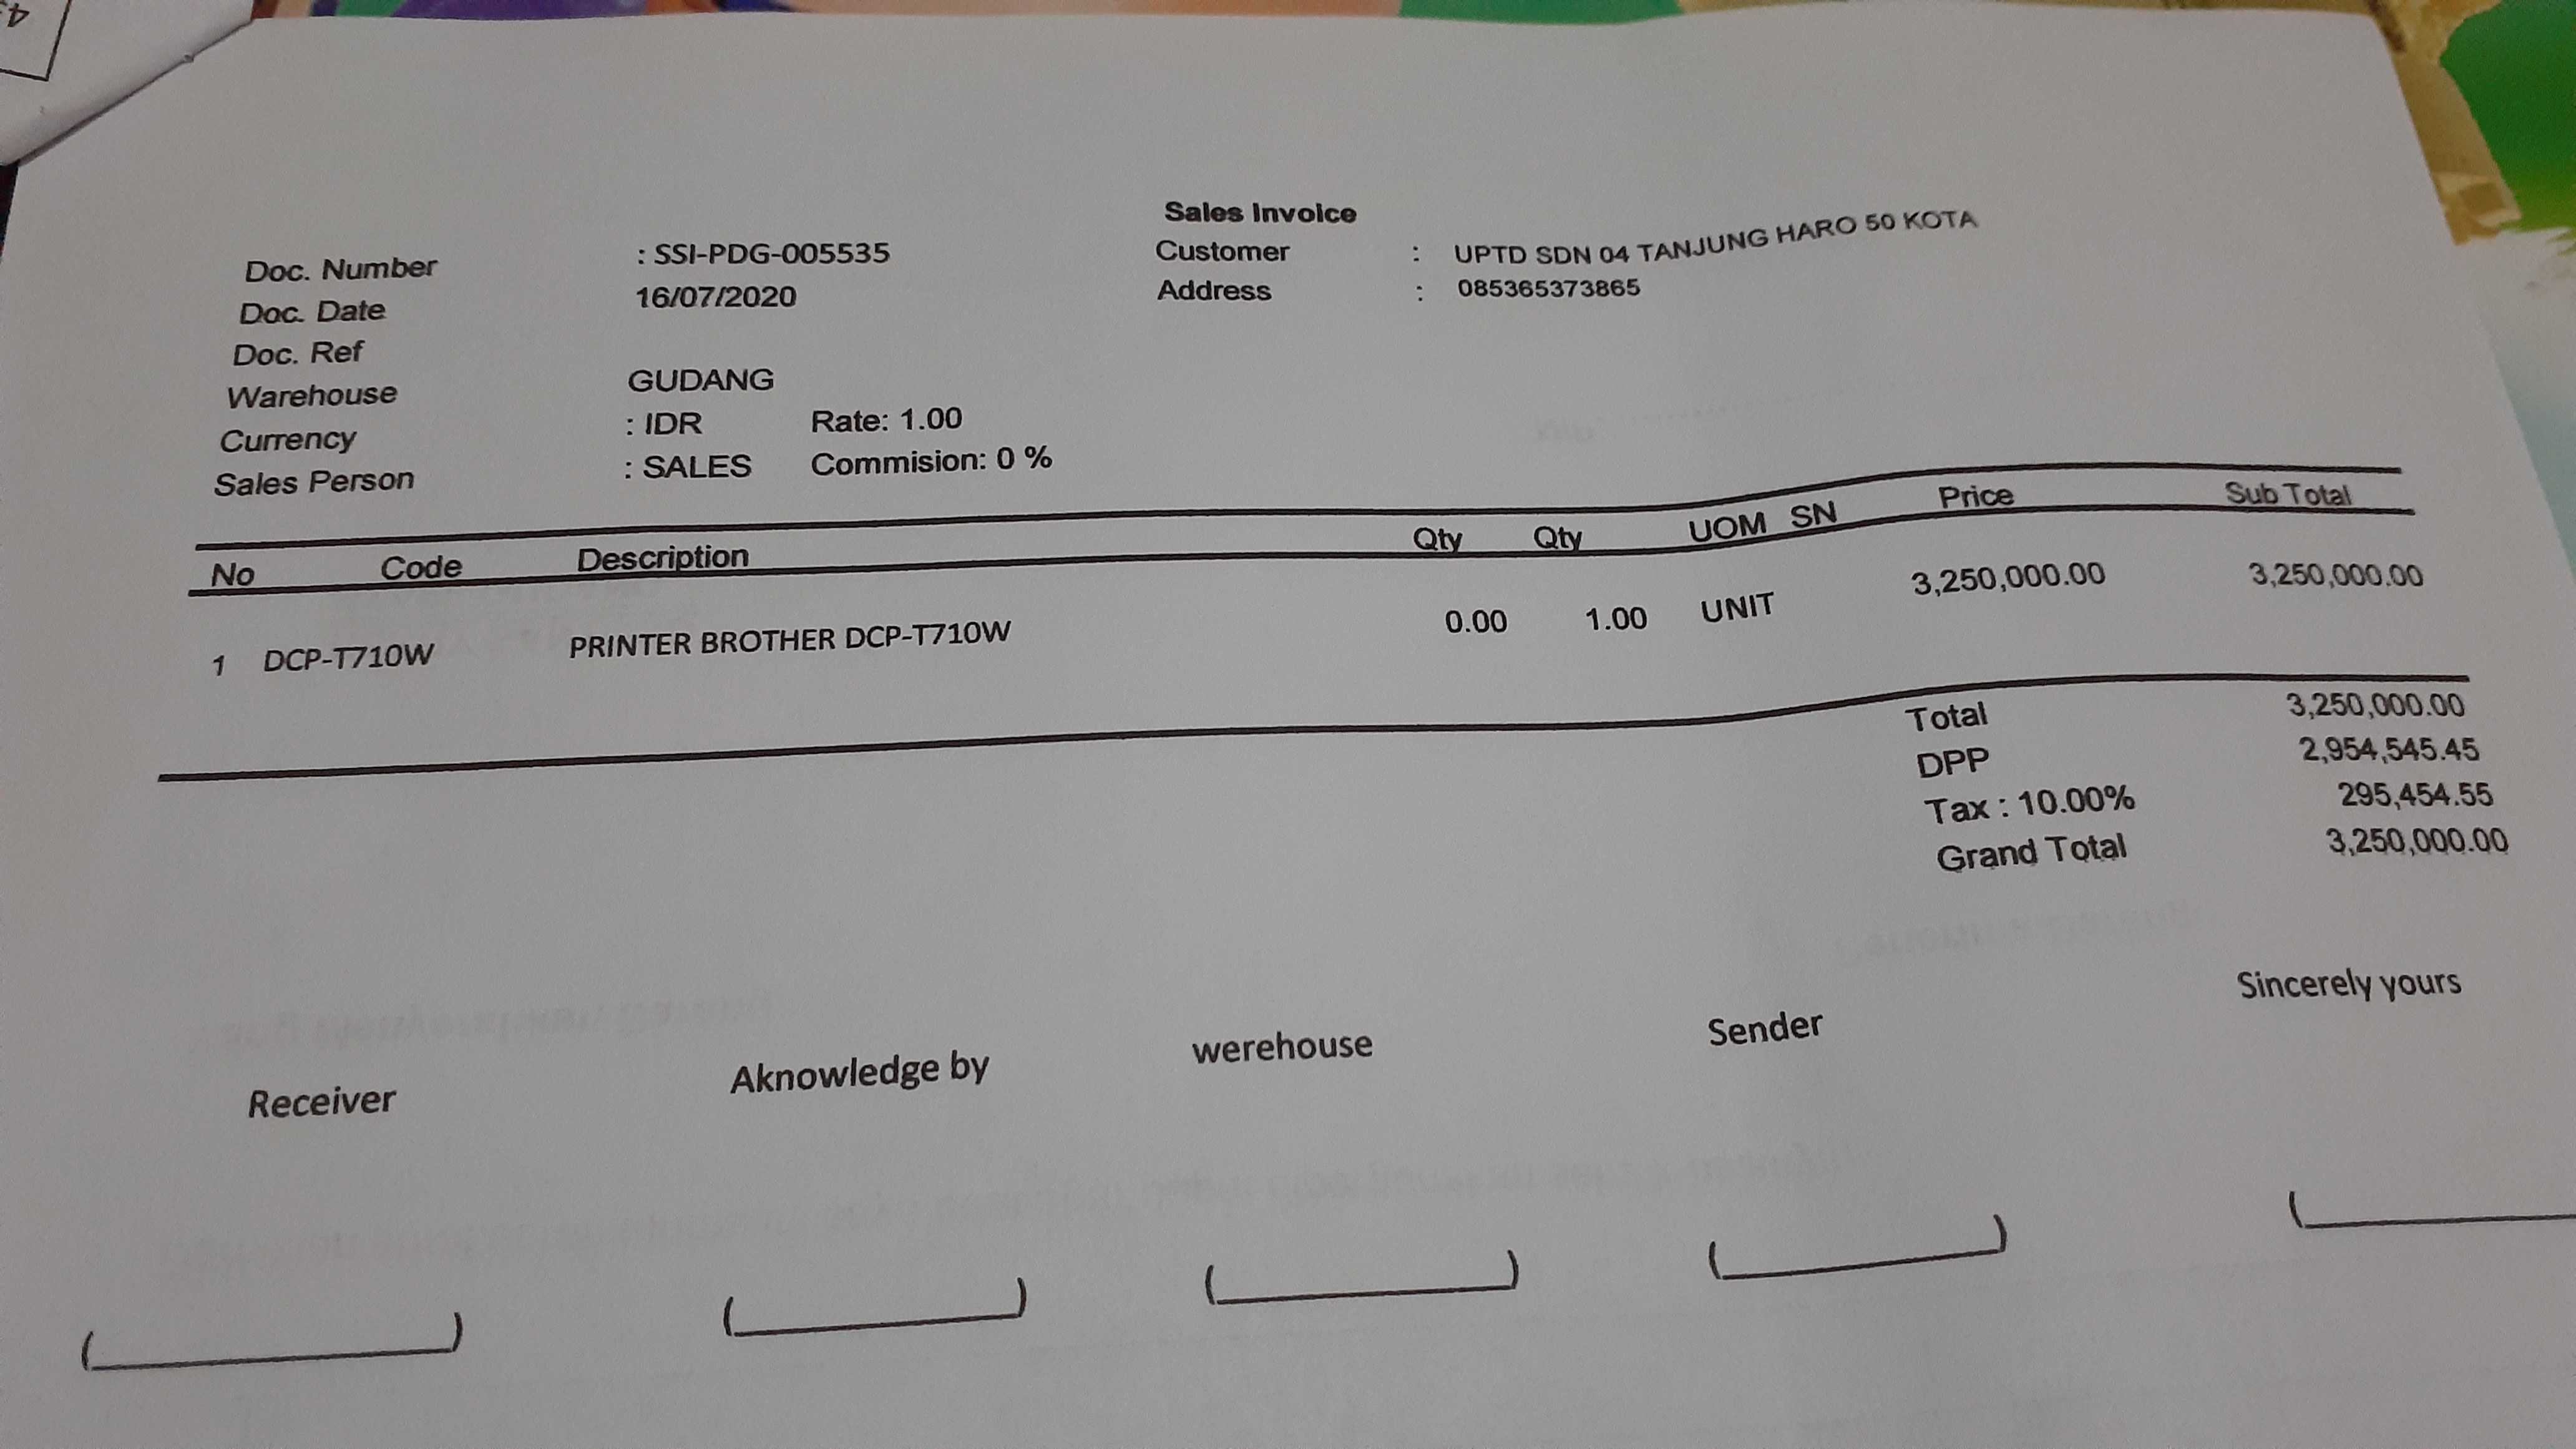 Sales Invoice
Doc. Number : SSI-PDG-005535 Customer : UPTD SDN 04 TANJUNG HARO 50 KOTA
Doc. Date 16/07/2020 Address : 085365373865
Doc. Ref
Warehouse GUDANG
Currency : IDR Rate: 1.00
Sales Person : SALES Commision: 0 %
No Code Description Qty Qty UOM SN Price Sub Total
1 DCP-T710W PRINTER BROTHER DCP-T710W 0.00 1.00 UNIT 3,250,000.00 3,250,000.00
Total 3,250,000.00
DPP 2,954,545.45
Tax : 10.00% 295,454.55
Grand Total 3,250,000.00
Receiver Aknowledge by werehouse Sender Sincerely yours